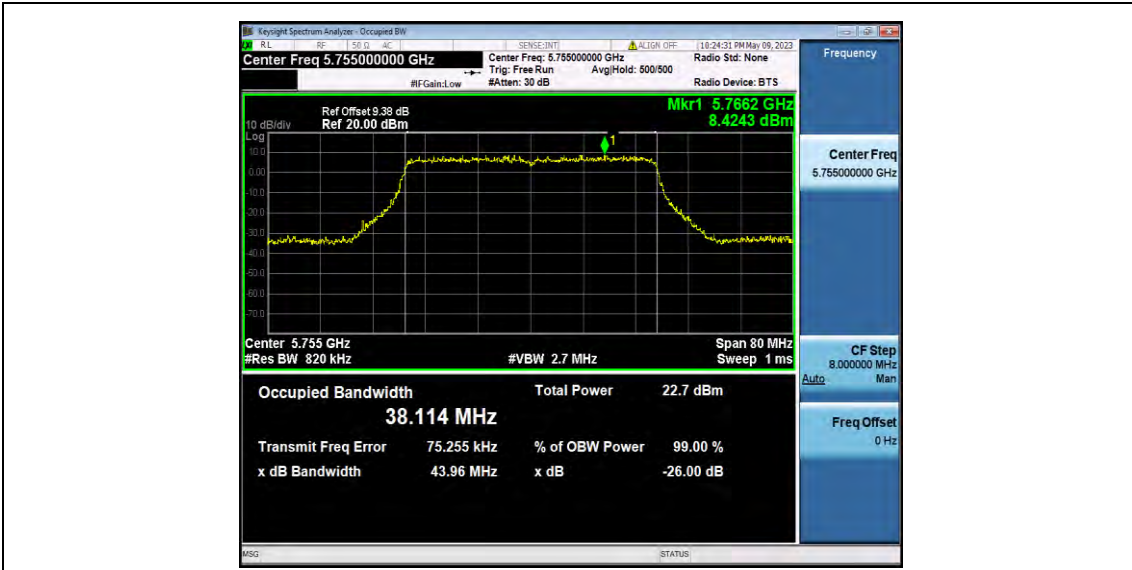 Keysight Spectrum Analyzer - Occupied BW
RL RF 50 Ω AC SENSE:INT ALIGN OFF 10:24:31 PM May 09, 2023
Center Freq 5.755000000 GHz
Center Freq: 5.755000000 GHz
Radio Std: None
Trig: Free Run Avg|Hold: 500/500
#IFGain:Low
#Atten: 30 dB
Radio Device: BTS
Mkr1 5.7662 GHz
8.4243 dBm
Ref Offset 9.38 dB
10 dB/div Ref 20.00 dBm
Log
1
10.0
0.00
-10.0
-20.0
-30.0
-40.0
-50.0
-60.0
-70.0
Center 5.755 GHz Span 80 MHz
#Res BW 820 kHz #VBW 2.7 MHz Sweep 1 ms
Occupied Bandwidth Total Power 22.7 dBm
38.114 MHz
Transmit Freq Error 75.255 kHz % of OBW Power 99.00 %
x dB Bandwidth 43.96 MHz x dB -26.00 dB
MSG STATUS
Frequency
Center Freq
5.755000000 GHz
CF Step
8.000000 MHz
Auto Man
Freq Offset
0 Hz